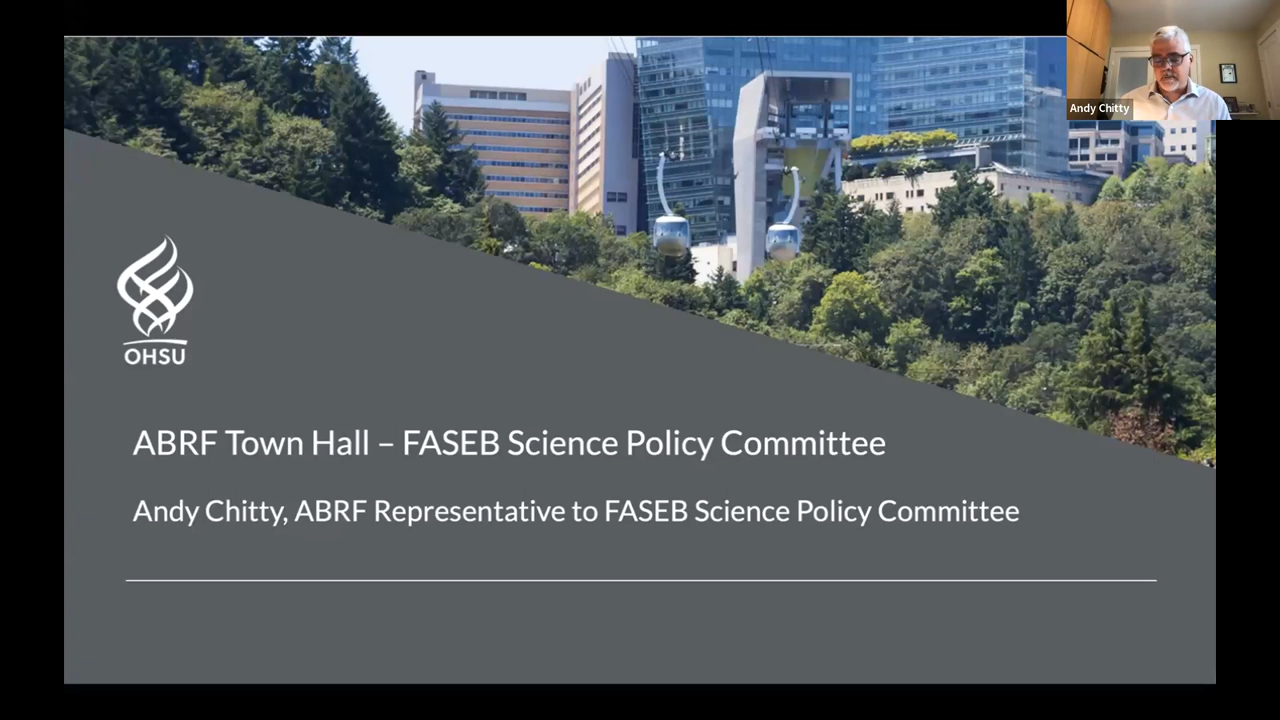 Andy Chitty
OHSU
ABRF Town Hall – FASEB Science Policy Committee
Andy Chitty, ABRF Representative to FASEB Science Policy Committee